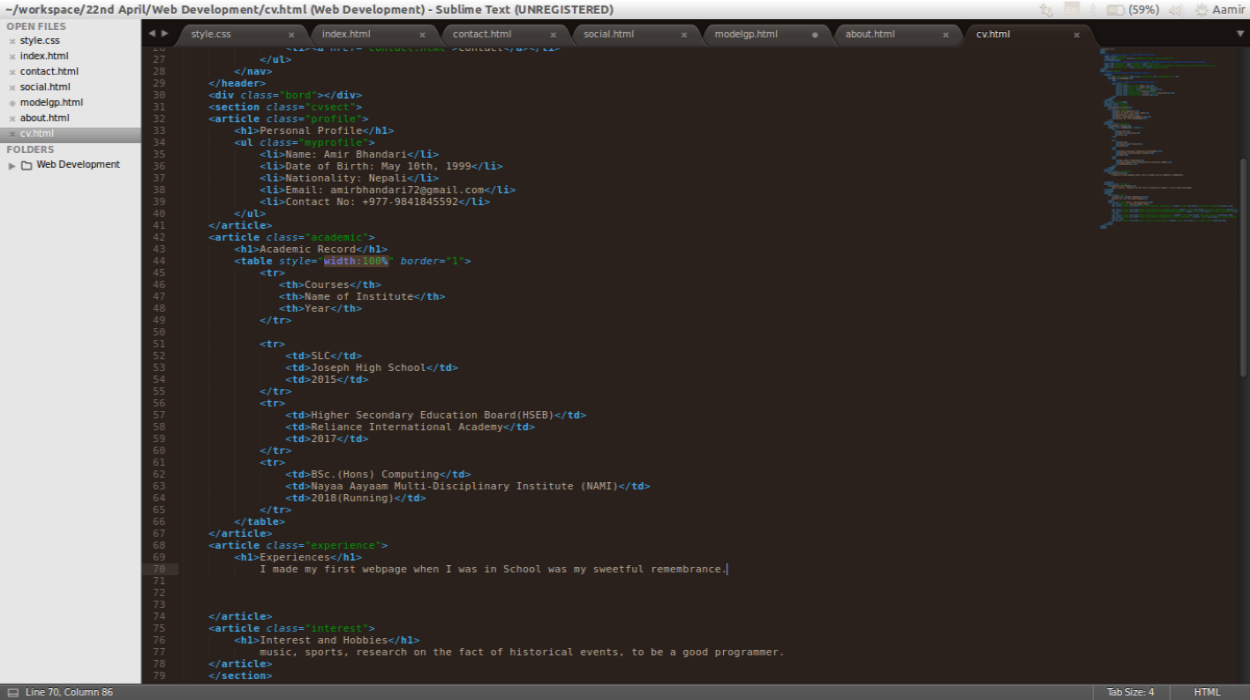 ~/workspace/22nd April/Web Development/cv.html (Web Development) - Sublime Text (UNREGISTERED)
(59%)
Aamir
OPEN FILES
style.css
index.html
contact.html
social.html
modelgp.html
about.html
cv.html
FOLDERS
Web Development
style.css
index.html
contact.html
social.html
modelgp.html
about.html
cv.html
27 </ul>
28 </nav>
29 </header>
30 <div class="bord"></div>
31 <section class="cvsect">
32 <article class="profile">
33 <h1>Personal Profile</h1>
34 <ul class="myprofile">
35 <li>Name: Amir Bhandari</li>
36 <li>Date of Birth: May 10th, 1999</li>
37 <li>Nationality: Nepali</li>
38 <li>Email: amirbhandari72@gmail.com</li>
39 <li>Contact No: +977-9841845592</li>
40 </ul>
41 </article>
42 <article class="academic">
43 <h1>Academic Record</h1>
44 <table style="width:100%" border="1">
45 <tr>
46 <th>Courses</th>
47 <th>Name of Institute</th>
48 <th>Year</th>
49 </tr>
50
51 <tr>
52 <td>SLC</td>
53 <td>Joseph High School</td>
54 <td>2015</td>
55 </tr>
56 <tr>
57 <td>Higher Secondary Education Board(HSEB)</td>
58 <td>Reliance International Academy</td>
59 <td>2017</td>
60 </tr>
61 <tr>
62 <td>BSc.(Hons) Computing</td>
63 <td>Nayaa Aayaam Multi-Disciplinary Institute (NAMI)</td>
64 <td>2018(Running)</td>
65 </tr>
66 </table>
67 </article>
68 <article class="experience">
69 <h1>Experiences</h1>
70 I made my first webpage when I was in School was my sweetful remembrance.
71
72
73
74 </article>
75 <article class="interest">
76 <h1>Interest and Hobbies</h1>
77 music, sports, research on the fact of historical events, to be a good programmer.
78 </article>
79 </section>
Line 70, Column 86
Tab Size: 4
HTML